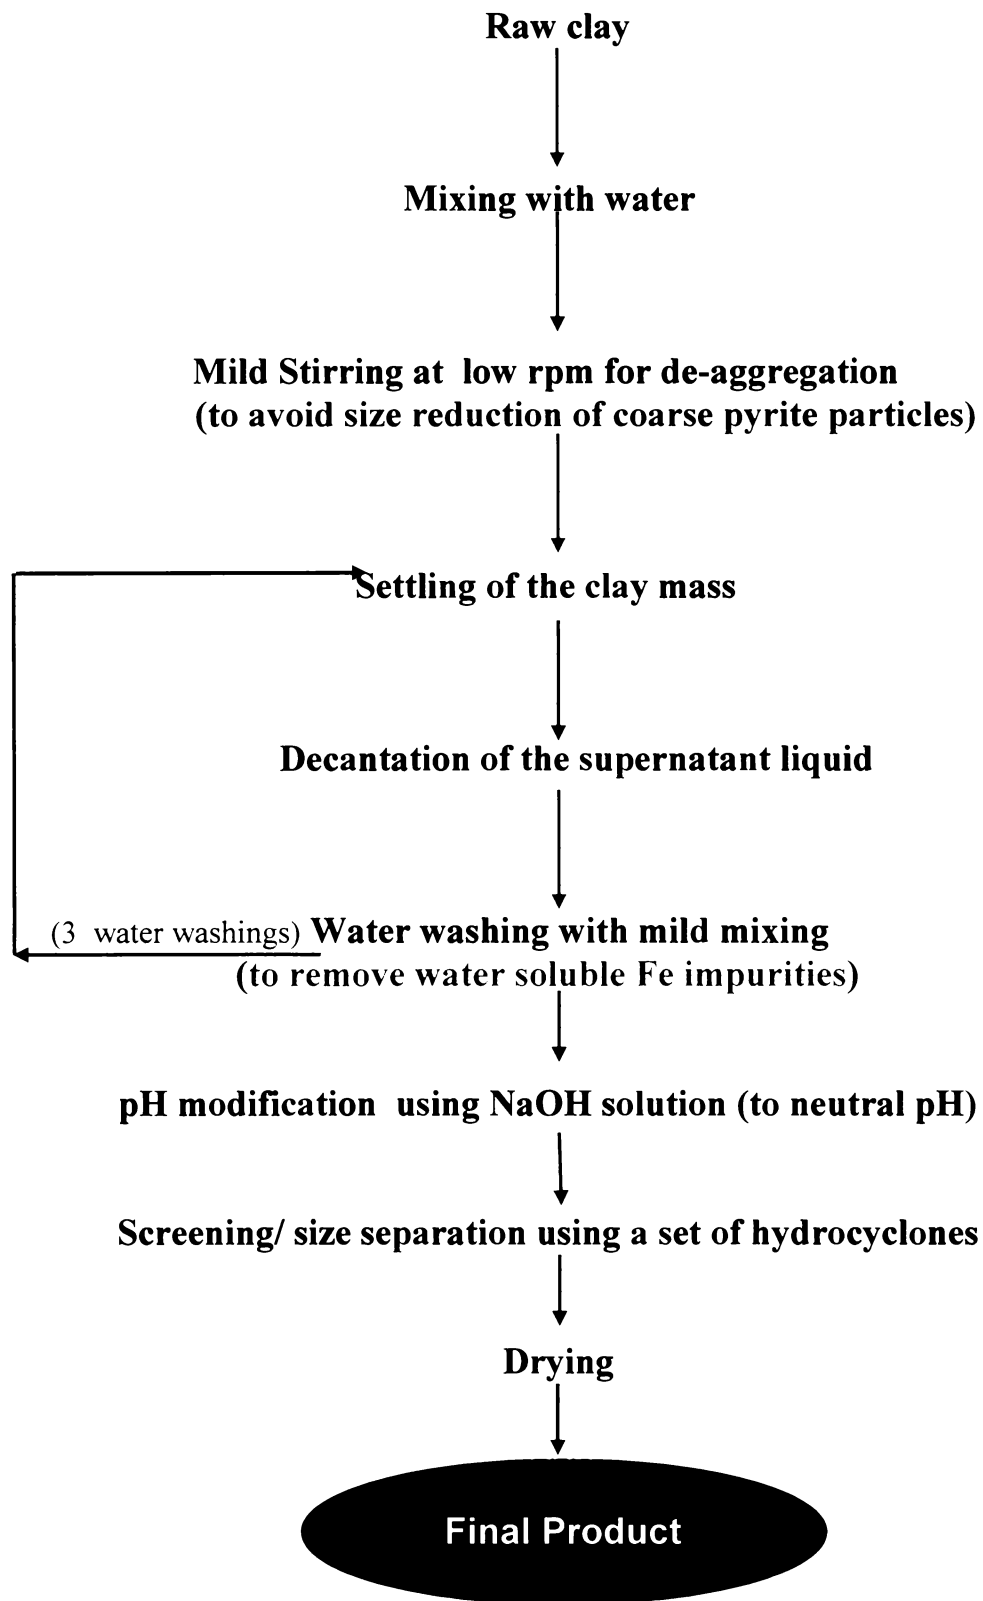 Raw clay
Mixing with water
Mild Stirring at low rpm for de-aggregation
(to avoid size reduction of coarse pyrite particles)
Settling of the clay mass
Decantation of the supernatant liquid
(3 water washings) Water washing with mild mixing
(to remove water soluble Fe impurities)
pH modification using NaOH solution (to neutral pH)
Screening/ size separation using a set of hydrocyclones
Drying
Final Product